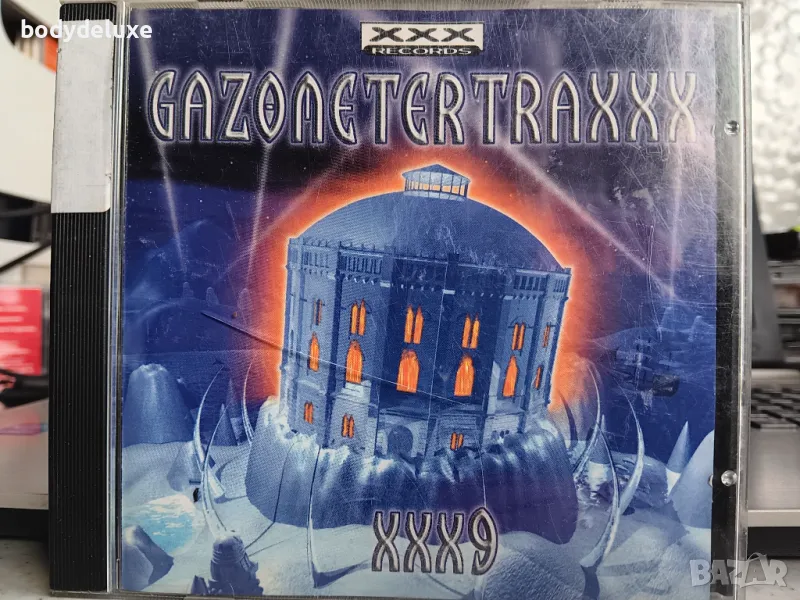 bodydeluxe
XXX
RECORDS
GAZOMETERTRAXXX
XXX9
BAZAR